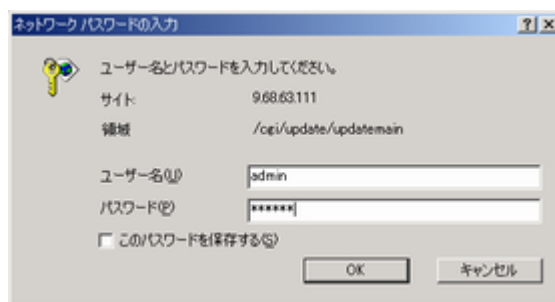 ネットワーク パスワードの入力
ユーザー名とパスワードを入力してください。
サイト: 9.68.63.111
領域 /cgi/update/updatemain
ユーザー名(U) admin
パスワード(P) ******
このパスワードを保存する(S)
OK キャンセル